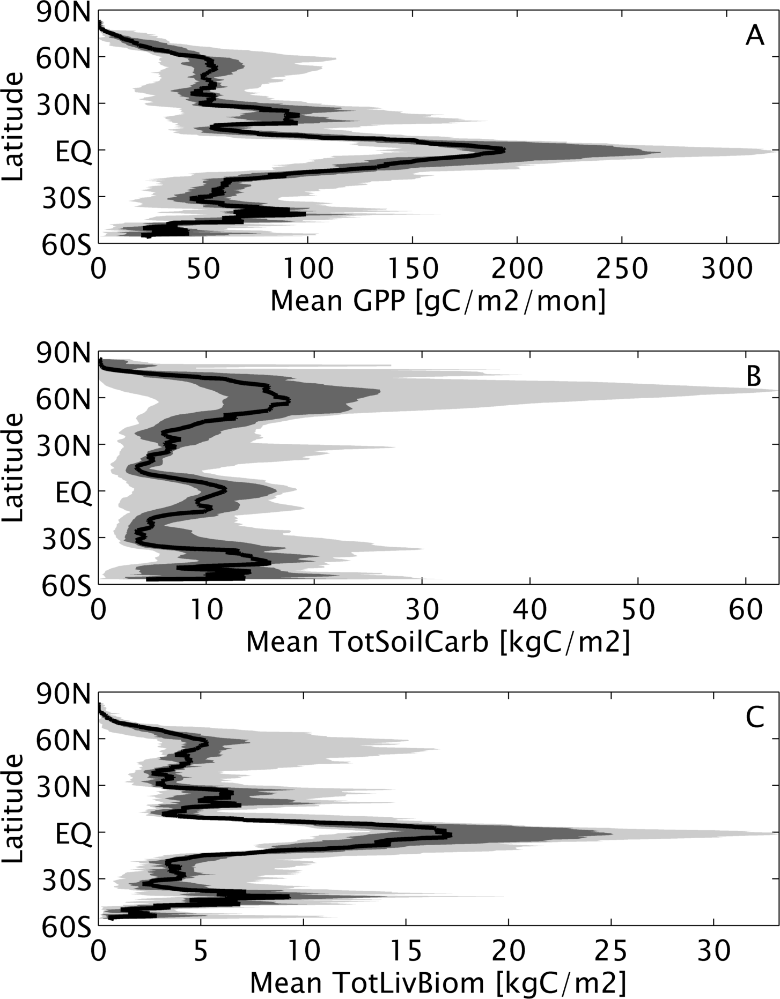 A
Latitude
90N
60N
30N
EQ
30S
60S
0 50 100 150 200 250 300
Mean GPP [gC/m2/mon]
B
Latitude
90N
60N
30N
EQ
30S
60S
0 10 20 30 40 50 60
Mean TotSoilCarb [kgC/m2]
C
Latitude
90N
60N
30N
EQ
30S
60S
0 5 10 15 20 25 30
Mean TotLivBiom [kgC/m2]